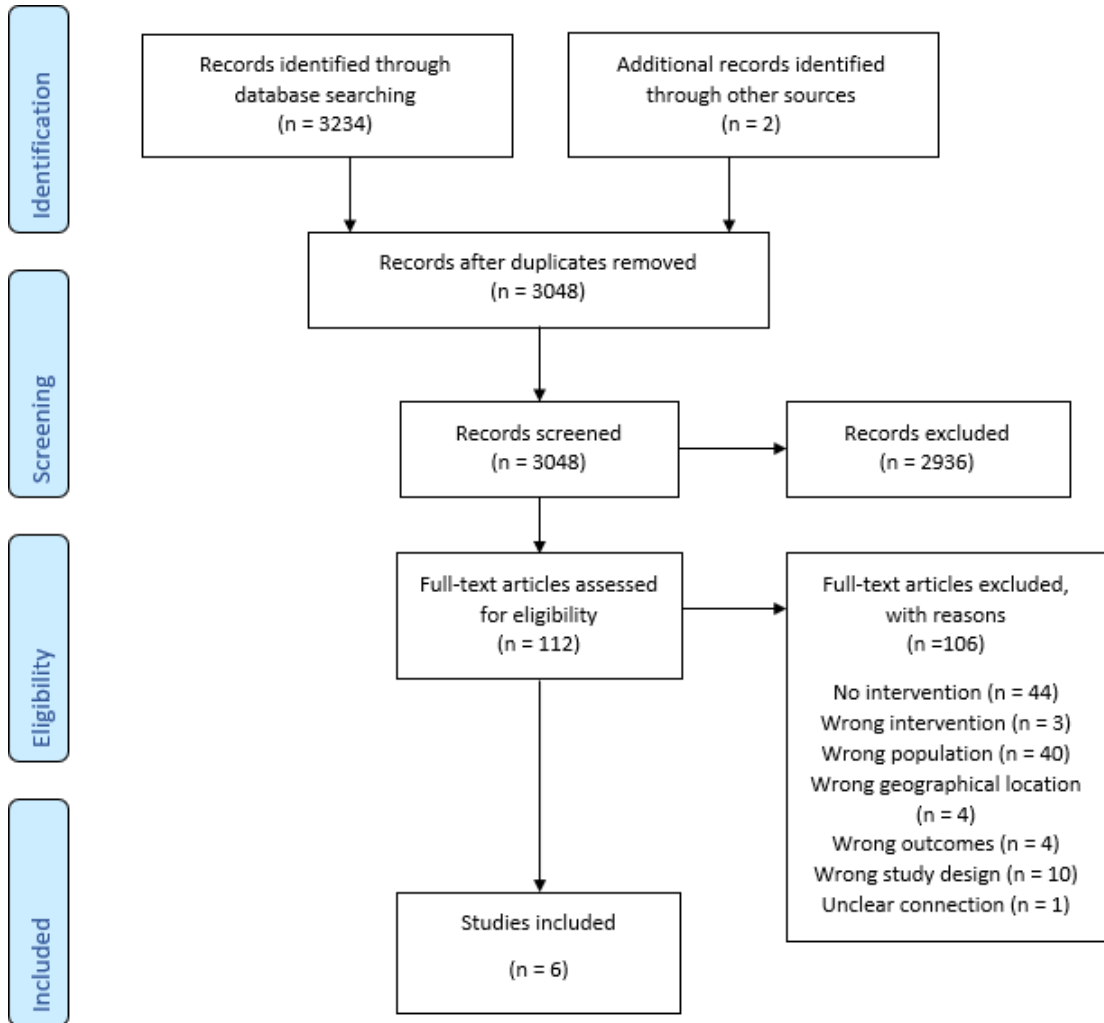 Identification
Records identified through
database searching
(n = 3234)
Additional records identified
through other sources
(n = 2)
Records after duplicates removed
(n = 3048)
Screening
Records screened
(n = 3048)
Records excluded
(n = 2936)
Eligibility
Full-text articles assessed
for eligibility
(n = 112)
Full-text articles excluded,
with reasons
(n =106)
No intervention (n = 44)
Wrong intervention (n = 3)
Wrong population (n = 40)
Wrong geographical location
(n = 4)
Wrong outcomes (n = 4)
Wrong study design (n = 10)
Unclear connection (n = 1)
Included
Studies included
(n = 6)